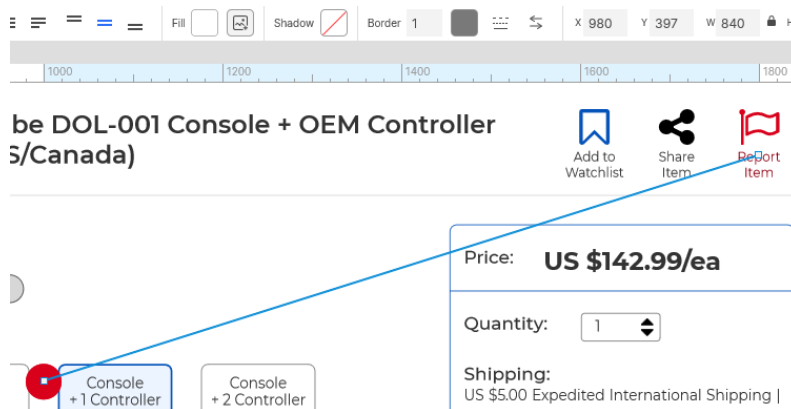 Fill Shadow Border 1 X 980 Y 397 W 840 H
1000 1200 1400 1600 1800
be DOL-001 Console + OEM Controller
S/Canada)
Add to
Watchlist
Share
Item
Report
Item
Price: US $142.99/ea
Quantity: 1
Shipping:
US $5.00 Expedited International Shipping |
Console
+ 1 Controller
Console
+ 2 Controller